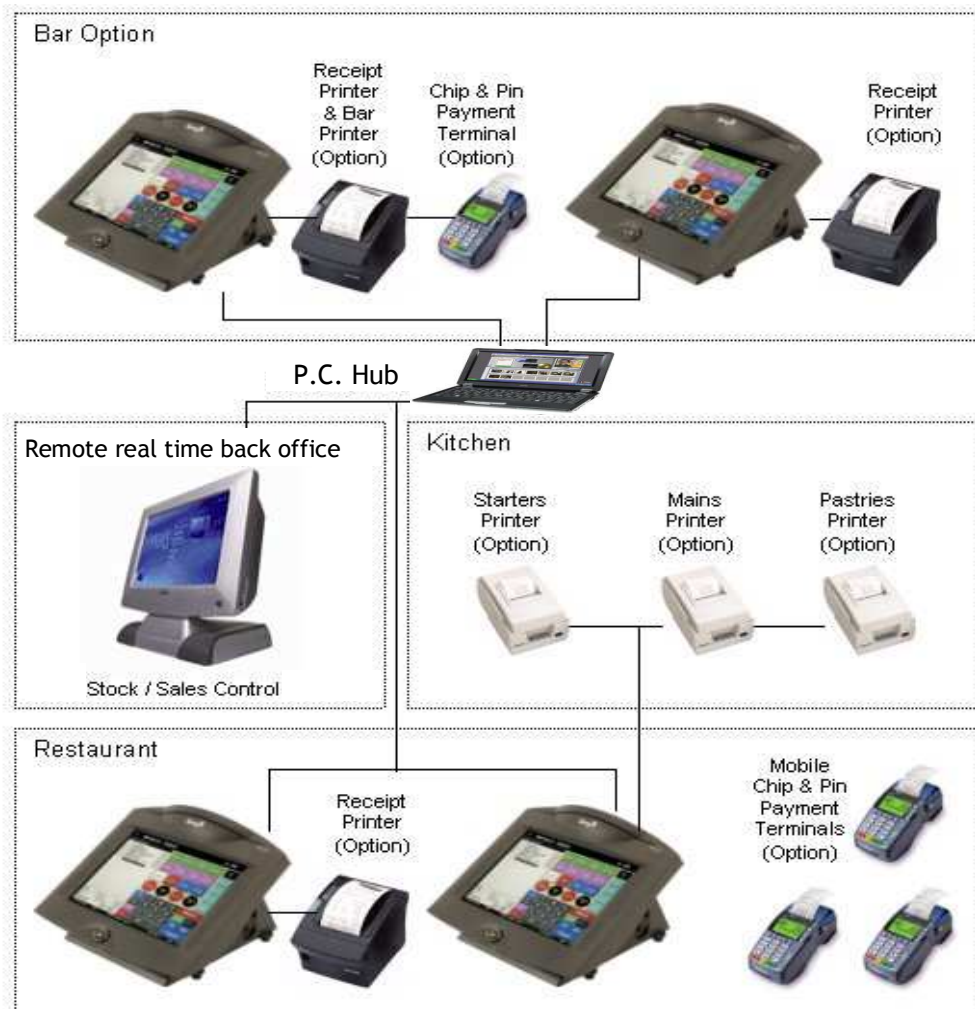 Bar Option
Receipt
Printer
& Bar
Printer
(Option)
Chip & Pin
Payment
Terminal
(Option)
Receipt
Printer
(Option)
P.C. Hub
Remote real time back office
Stock / Sales Control
Kitchen
Starters
Printer
(Option)
Mains
Printer
(Option)
Pastries
Printer
(Option)
Restaurant
Receipt
Printer
(Option)
Mobile
Chip & Pin
Payment
Terminals
(Option)